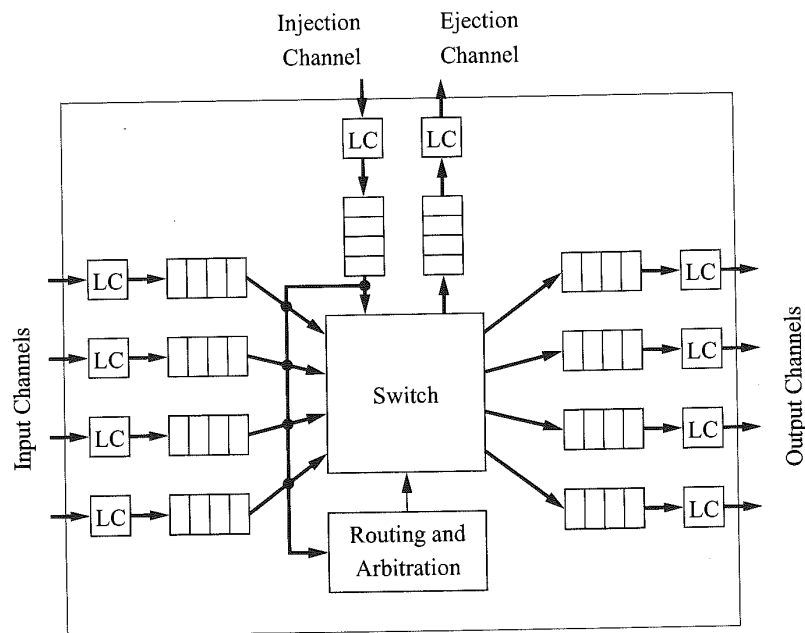 Injection
Channel
Ejection
Channel
LC
LC
LC
LC
LC
LC
LC
LC
LC
LC
Input Channels
Output Channels
Switch
Routing and
Arbitration